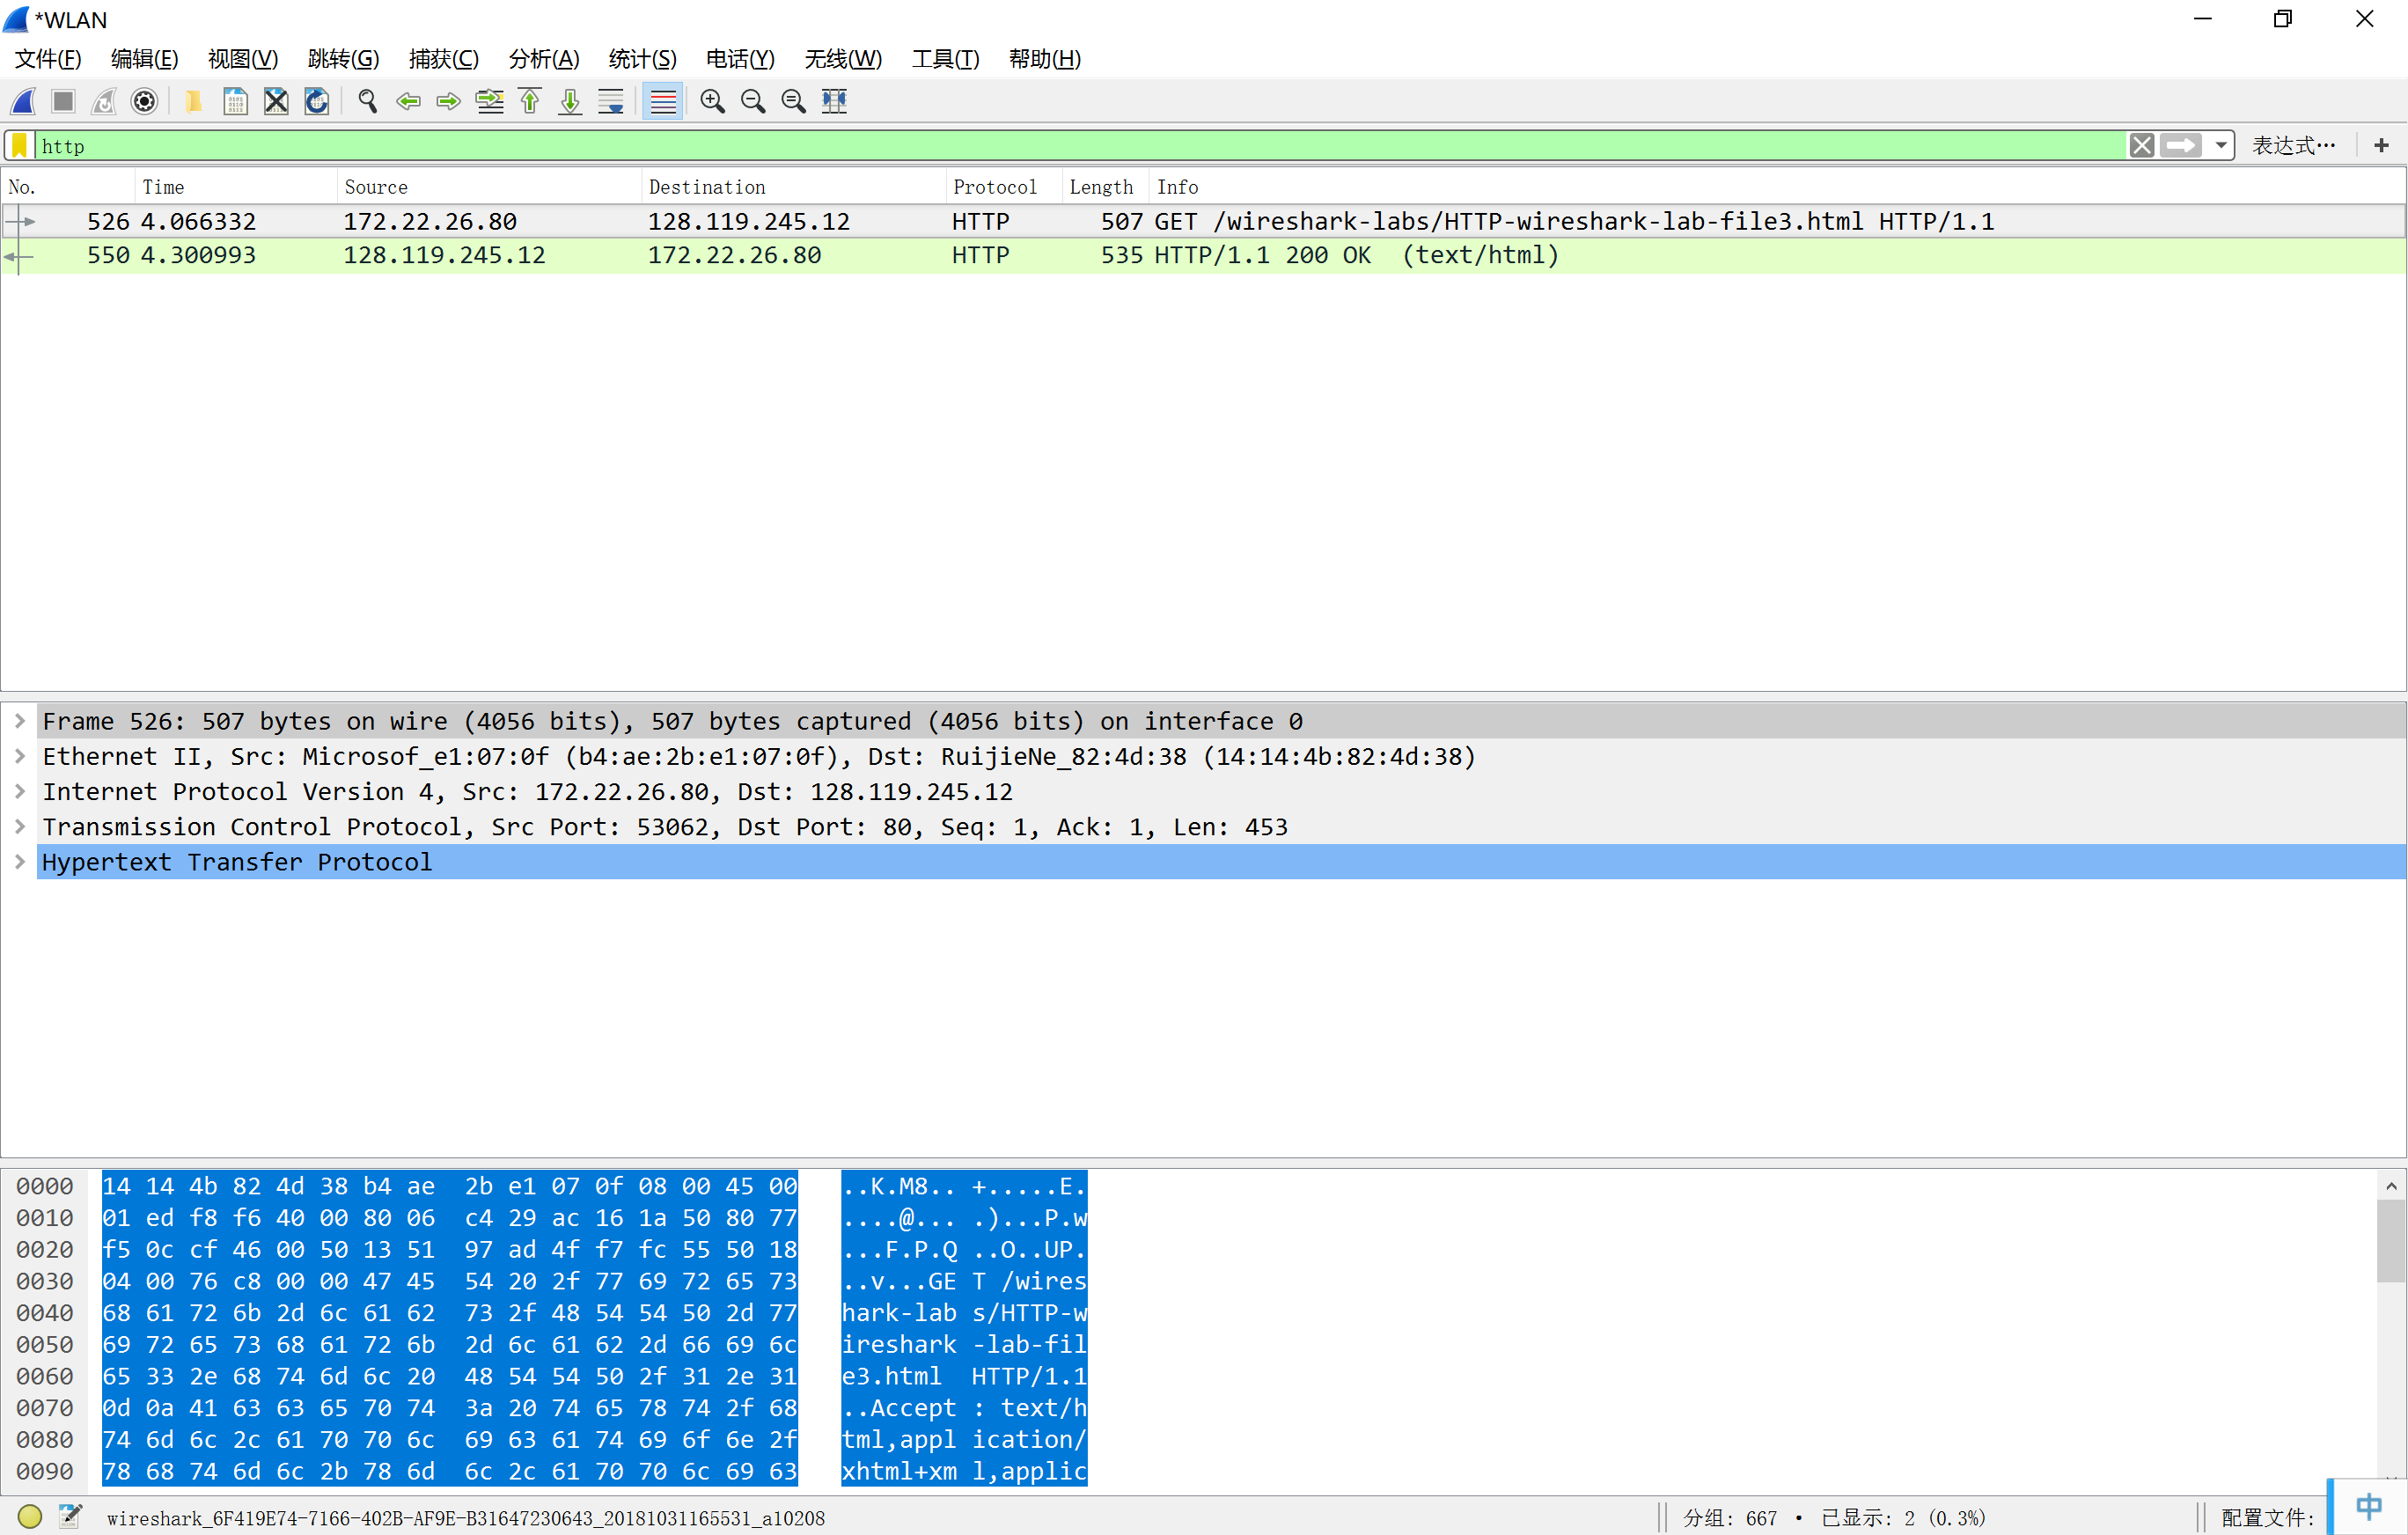 *WLAN
文件(F) 编辑(E) 视图(V) 跳转(G) 捕获(C) 分析(A) 统计(S) 电话(Y) 无线(W) 工具(T) 帮助(H)
http 表达式…
No. Time Source Destination Protocol Length Info
526 4.066332 172.22.26.80 128.119.245.12 HTTP 507 GET /wireshark-labs/HTTP-wireshark-lab-file3.html HTTP/1.1
550 4.300993 128.119.245.12 172.22.26.80 HTTP 535 HTTP/1.1 200 OK (text/html)
Frame 526: 507 bytes on wire (4056 bits), 507 bytes captured (4056 bits) on interface 0
Ethernet II, Src: Microsof_e1:07:0f (b4:ae:2b:e1:07:0f), Dst: RuijieNe_82:4d:38 (14:14:4b:82:4d:38)
Internet Protocol Version 4, Src: 172.22.26.80, Dst: 128.119.245.12
Transmission Control Protocol, Src Port: 53062, Dst Port: 80, Seq: 1, Ack: 1, Len: 453
Hypertext Transfer Protocol
0000 14 14 4b 82 4d 38 b4 ae 2b e1 07 0f 08 00 45 00 ..K.M8.. +.....E.
0010 01 ed f8 f6 40 00 80 06 c4 29 ac 16 1a 50 80 77 ....@... .)...P.w
0020 f5 0c cf 46 00 50 13 51 97 ad 4f f7 fc 55 50 18 ...F.P.Q ..O..UP.
0030 04 00 76 c8 00 00 47 45 54 20 2f 77 69 72 65 73 ..v...GE T /wires
0040 68 61 72 6b 2d 6c 61 62 73 2f 48 54 54 50 2d 77 hark-lab s/HTTP-w
0050 69 72 65 73 68 61 72 6b 2d 6c 61 62 2d 66 69 6c ireshark -lab-fil
0060 65 33 2e 68 74 6d 6c 20 48 54 54 50 2f 31 2e 31 e3.html HTTP/1.1
0070 0d 0a 41 63 63 65 70 74 3a 20 74 65 78 74 2f 68 ..Accept : text/h
0080 74 6d 6c 2c 61 70 70 6c 69 63 61 74 69 6f 6e 2f tml,appl ication/
0090 78 68 74 6d 6c 2b 78 6d 6c 2c 61 70 70 6c 69 63 xhtml+xm l,applic
wireshark_6F419E74-7166-402B-AF9E-B31647230643_20181031165531_a10208 分组: 667 · 已显示: 2 (0.3%) 配置文件: 中